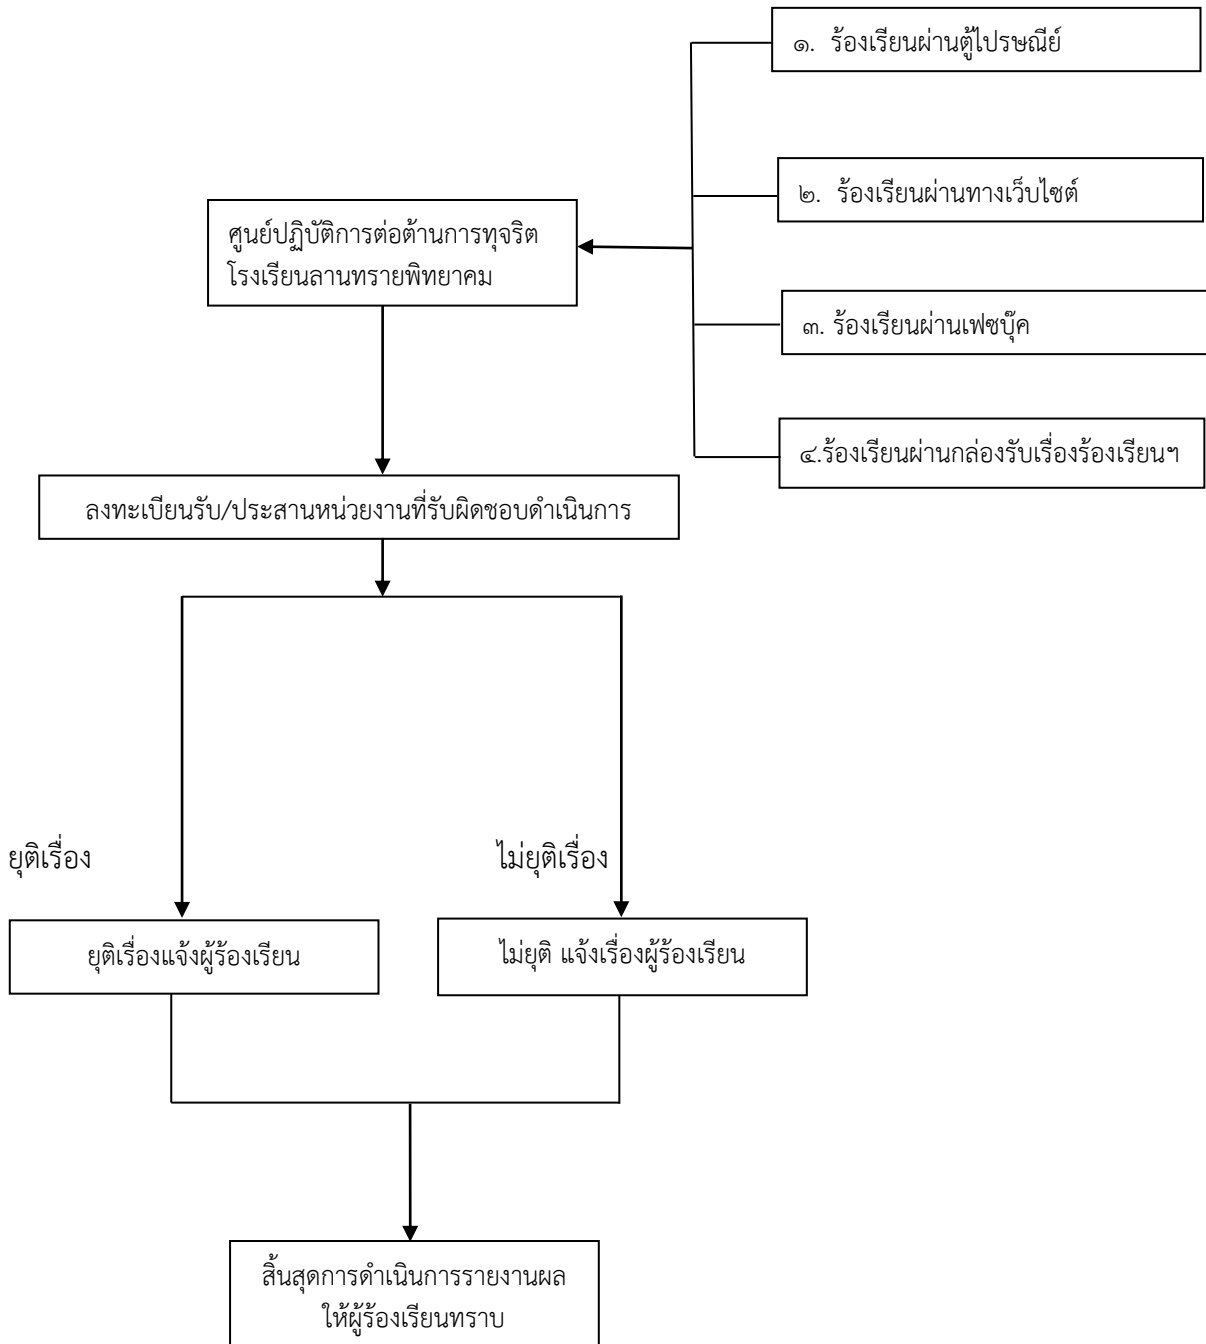 ๑. ร้องเรียนผ่านตู้ไปรษณีย์
๒. ร้องเรียนผ่านทางเว็บไซต์
ศูนย์ปฏิบัติการต่อต้านการทุจริต
โรงเรียนลานทรายพิทยาคม
๓. ร้องเรียนผ่านเฟซบุ๊ค
๔.ร้องเรียนผ่านกล่องรับเรื่องร้องเรียนฯ
ลงทะเบียนรับ/ประสานหน่วยงานที่รับผิดชอบดำเนินการ
ยุติเรื่อง
ไม่ยุติเรื่อง
ยุติเรื่องแจ้งผู้ร้องเรียน
ไม่ยุติ แจ้งเรื่องผู้ร้องเรียน
สิ้นสุดการดำเนินการรายงานผล
ให้ผู้ร้องเรียนทราบ